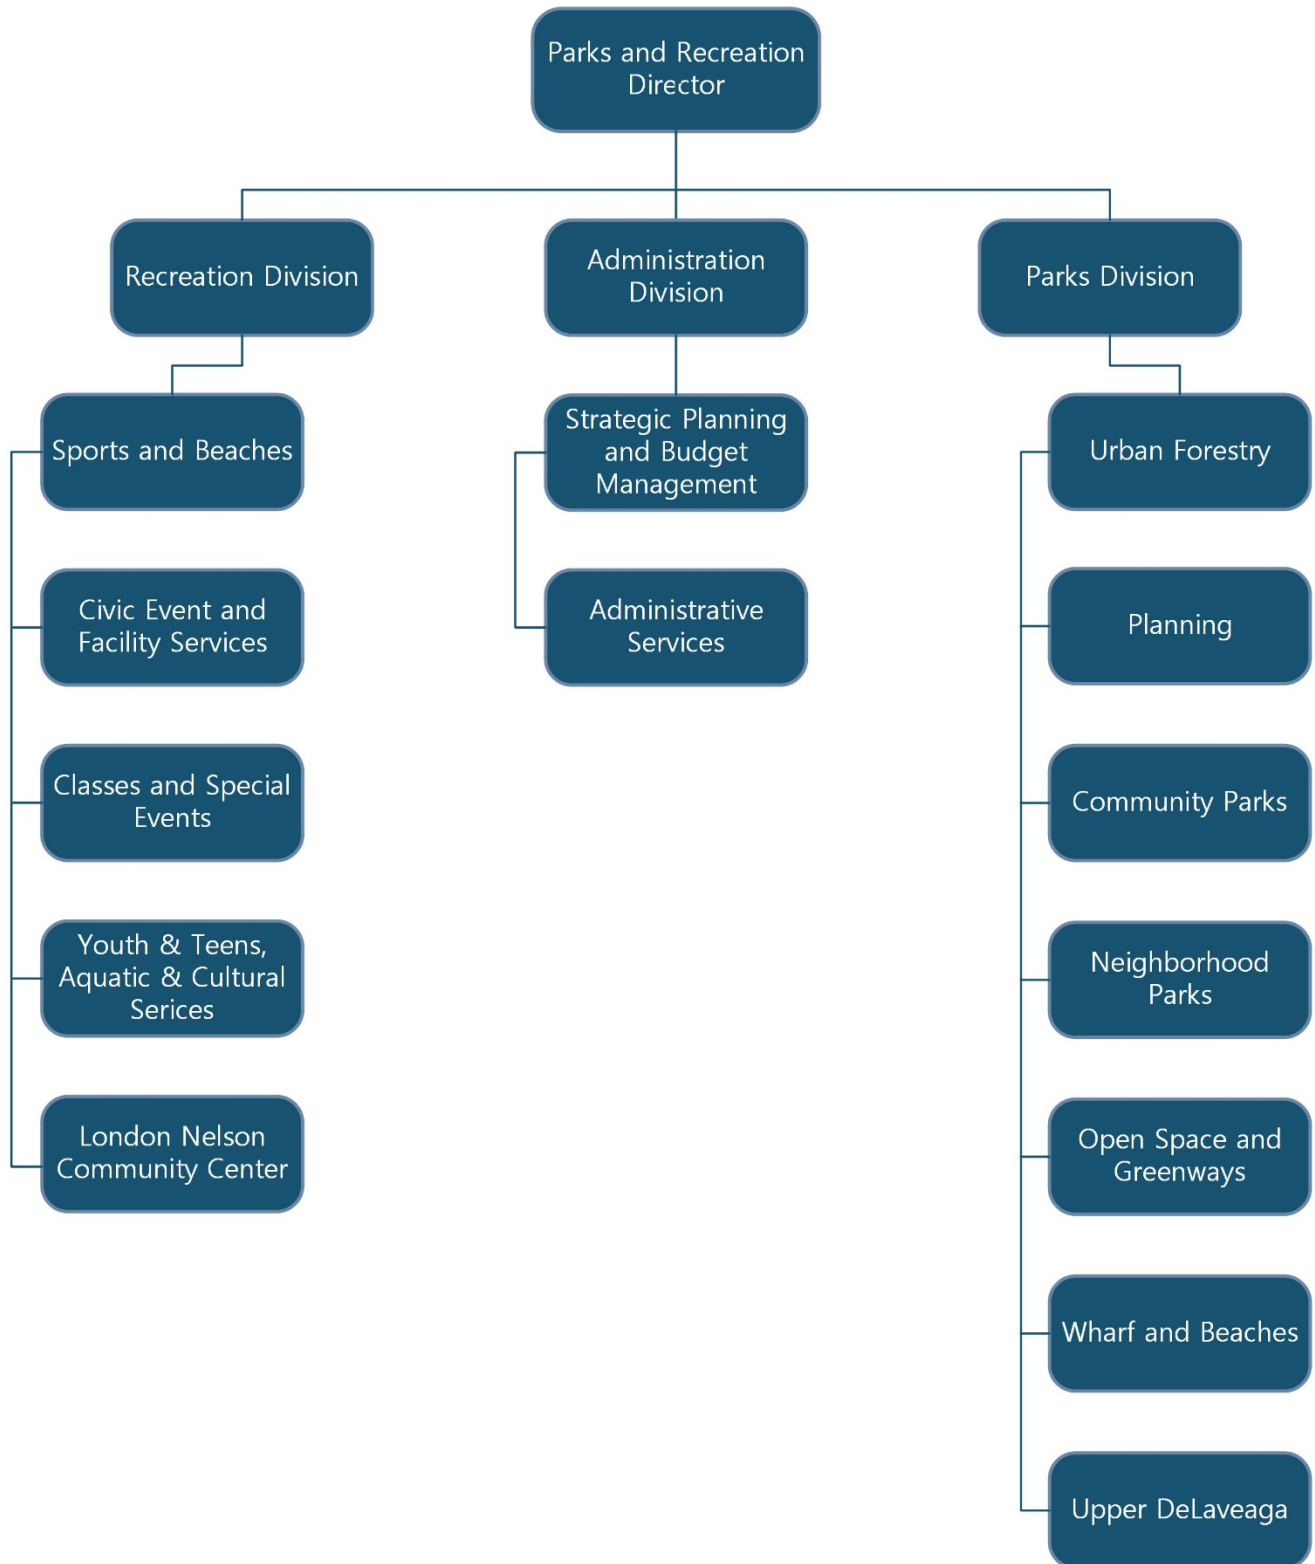 Parks and Recreation
Director
Recreation Division
Administration
Division
Parks Division
Sports and Beaches
Strategic Planning
and Budget
Management
Urban Forestry
Civic Event and
Facility Services
Administrative
Services
Planning
Classes and Special
Events
Community Parks
Youth & Teens,
Aquatic & Cultural
Serices
Neighborhood
Parks
London Nelson
Community Center
Open Space and
Greenways
Wharf and Beaches
Upper DeLaveaga